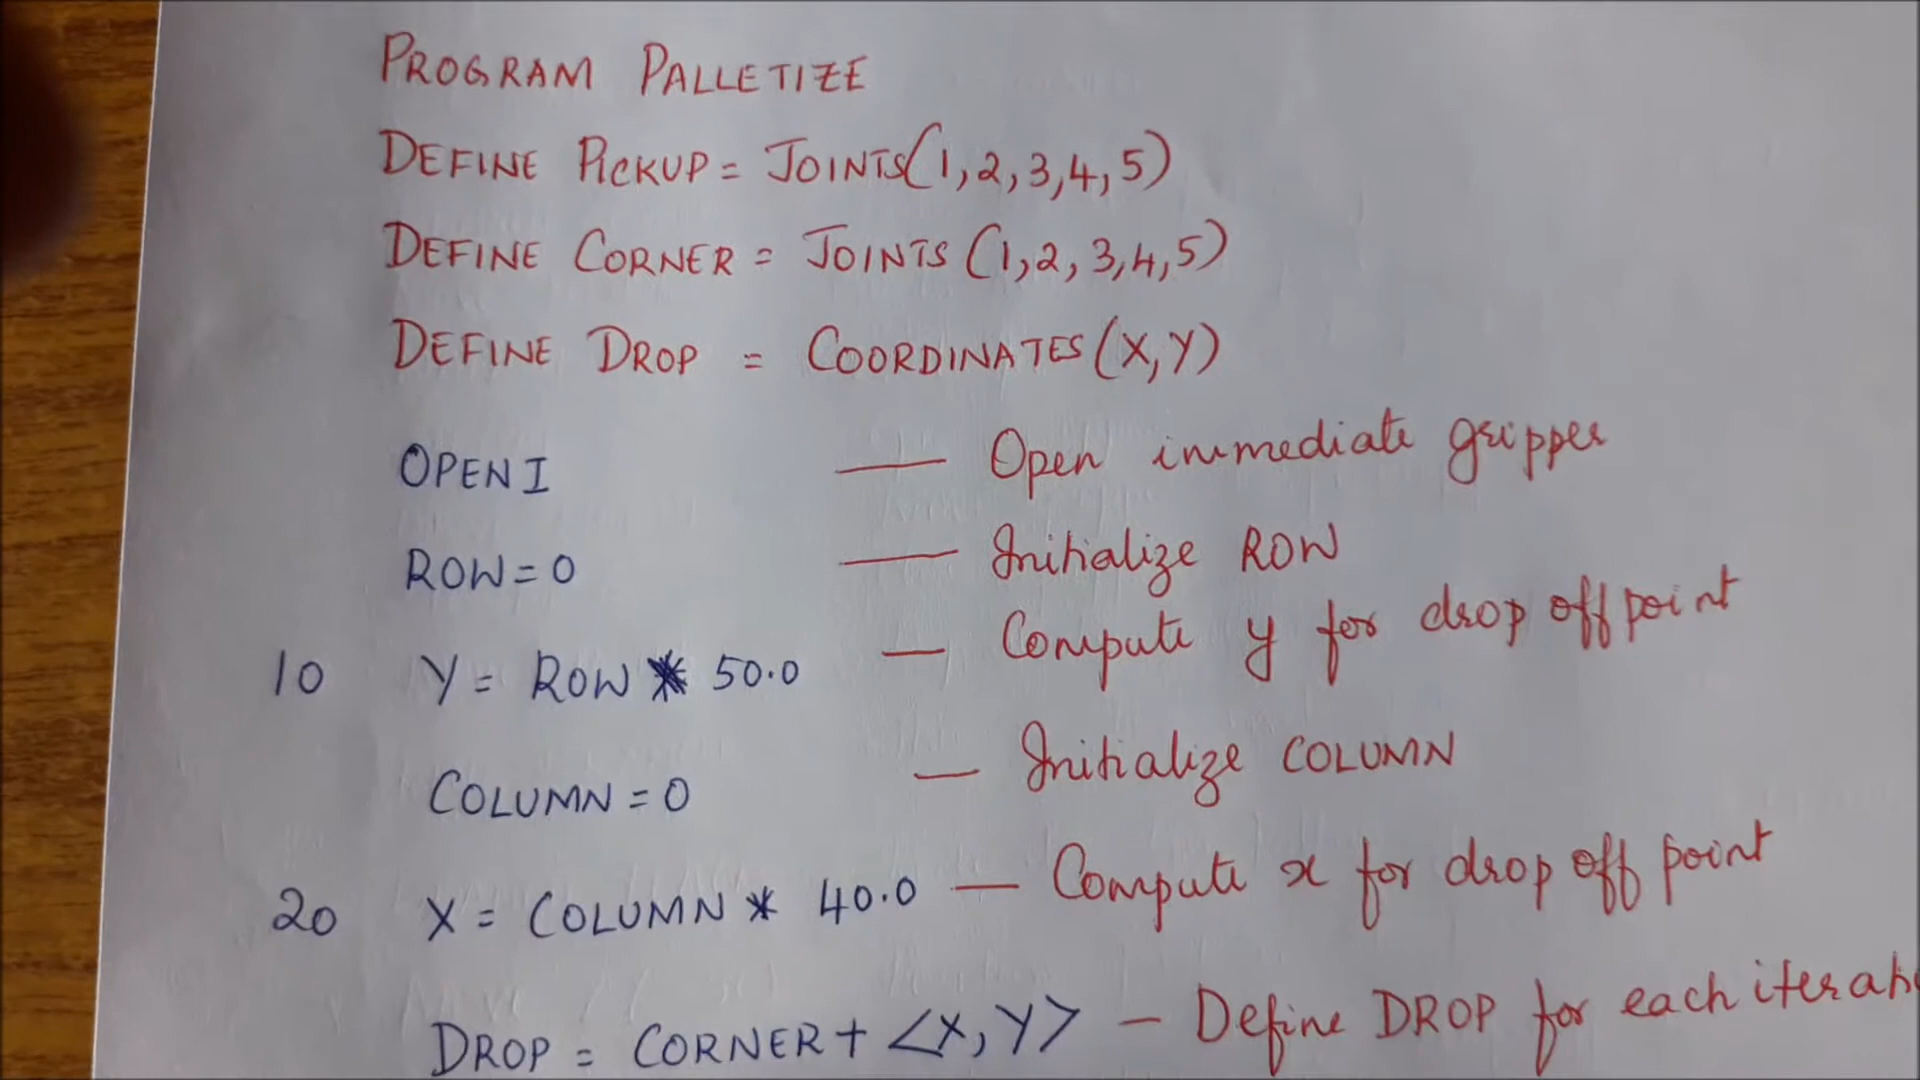 PROGRAM PALLETIZE
DEFINE PICKUP = JOINTS(1,2,3,4,5)
DEFINE CORNER = JOINTS (1,2,3,4,5)
DEFINE DROP = COORDINATES (X,Y)
OPENI — Open immediate gripper
ROW = 0 — Initialize ROW
10 Y = ROW * 50.0 — Compute y for drop off point
COLUMN = 0 — Initialize COLUMN
20 X = COLUMN * 40.0 — Compute x for drop off point
DROP = CORNER + <X,Y> — Define DROP for each